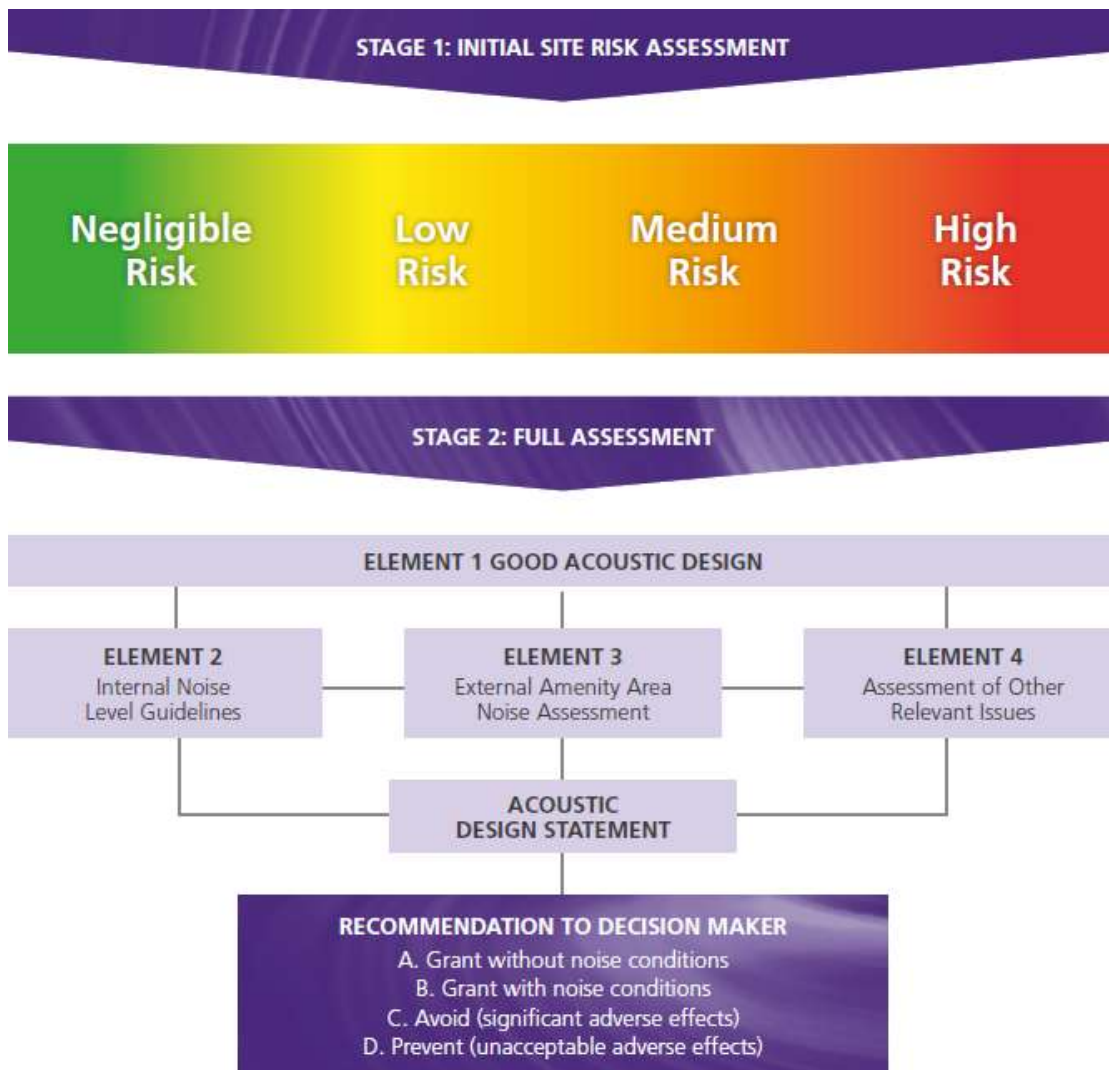 STAGE 1: INITIAL SITE RISK ASSESSMENT
Negligible
Risk
Low
Risk
Medium
Risk
High
Risk
STAGE 2: FULL ASSESSMENT
ELEMENT 1 GOOD ACOUSTIC DESIGN
ELEMENT 2
Internal Noise
Level Guidelines
ELEMENT 3
External Amenity Area
Noise Assessment
ELEMENT 4
Assessment of Other
Relevant Issues
ACOUSTIC
DESIGN STATEMENT
RECOMMENDATION TO DECISION MAKER
A. Grant without noise conditions
B. Grant with noise conditions
C. Avoid (significant adverse effects)
D. Prevent (unacceptable adverse effects)